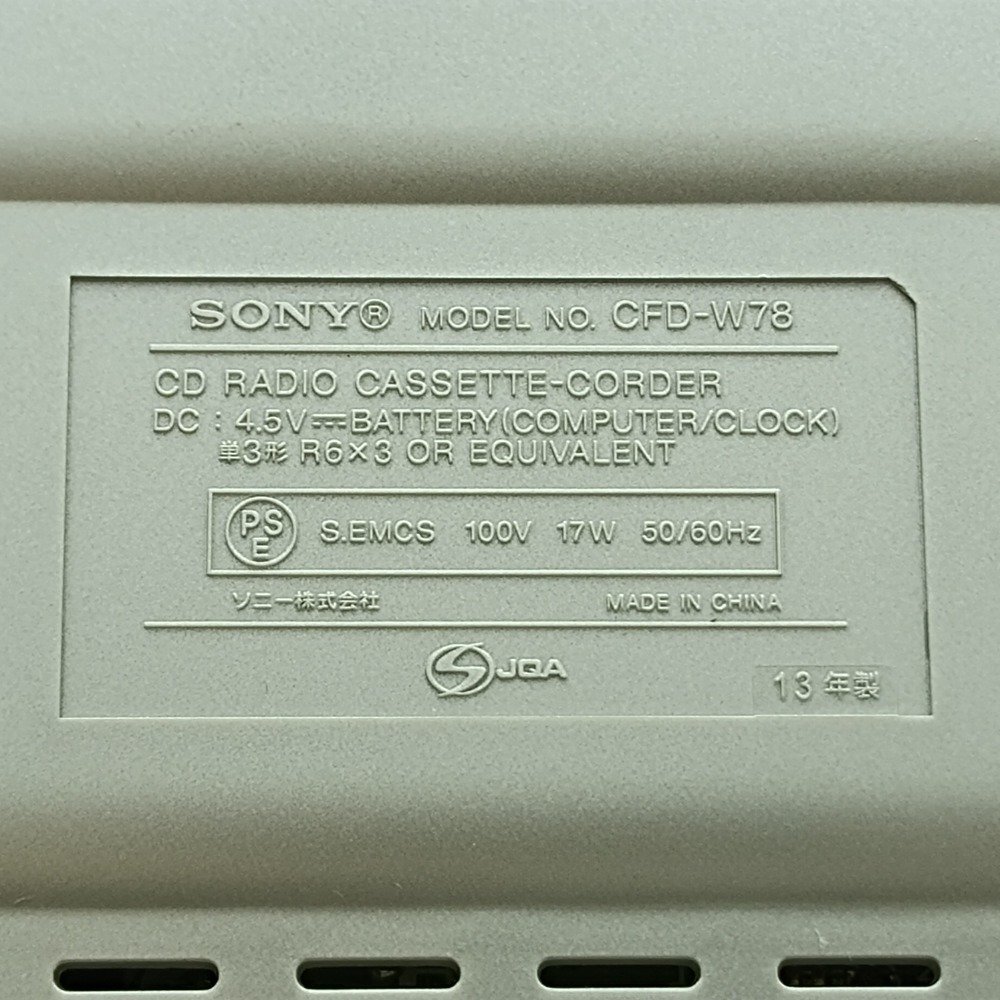 SONY® MODEL NO. CFD-W78
CD RADIO CASSETTE-CORDER
DC : 4.5V⎓BATTERY(COMPUTER/CLOCK)
単3形 R6×3 OR EQUIVALENT
PSE S.EMCS 100V 17W 50/60Hz
ソニー株式会社 MADE IN CHINA
JQA
13年製